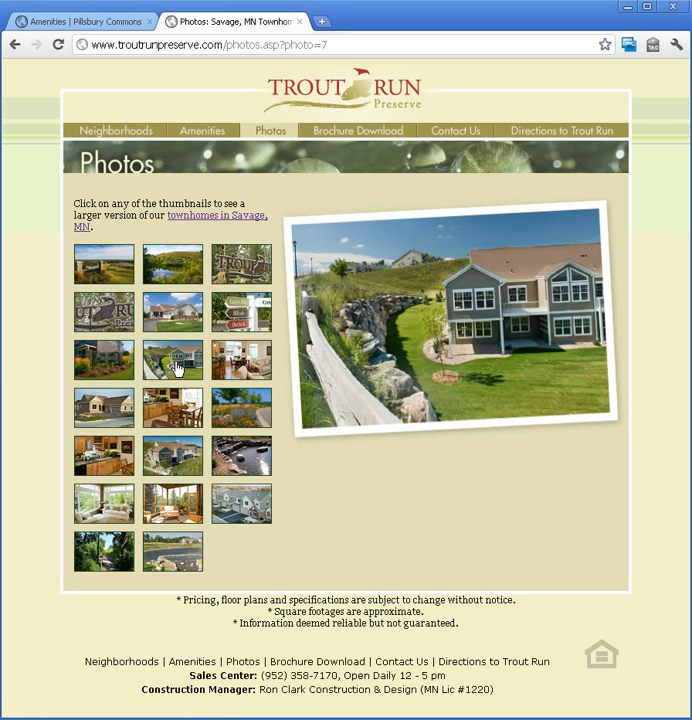 Amenities | Pillsbury Commons
Photos: Savage, MN Townhom
www.troutrunpreserve.com/photos.asp?photo=7
TROUT RUN
Preserve
Neighborhoods Amenities Photos Brochure Download Contact Us Directions to Trout Run
Photos
Click on any of the thumbnails to see a
larger version of our townhomes in Savage,
MN.
* Pricing, floor plans and specifications are subject to change without notice.
* Square footages are approximate.
* Information deemed reliable but not guaranteed.
Neighborhoods | Amenities | Photos | Brochure Download | Contact Us | Directions to Trout Run
Sales Center: (952) 358-7170, Open Daily 12 - 5 pm
Construction Manager: Ron Clark Construction & Design (MN Lic #1220)